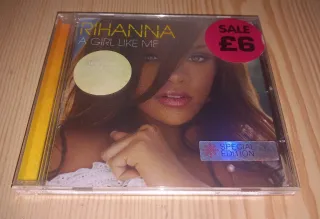 RIHANNA
A GIRL LIKE ME
SALE
£6
SPECIAL
EDITION